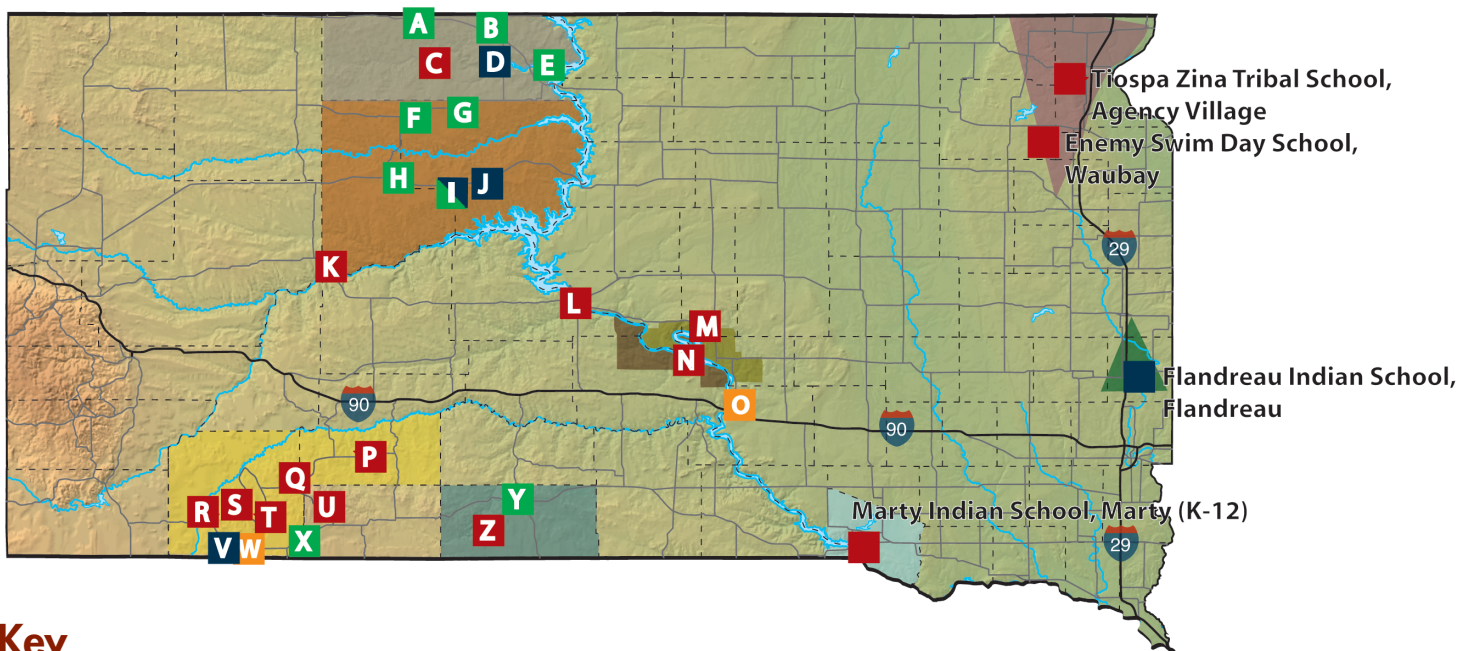 A
B
C
D
E
Tiospa Zina Tribal School,
Agency Village
F
G
Enemy Swim Day School,
Waubay
H
I
J
29
K
L
M
N
Flandreau Indian School,
Flandreau
90
O
90
P
Q
R
S
T
U
Y
Z
Marty Indian School, Marty (K-12)
V
W
X
29
Key